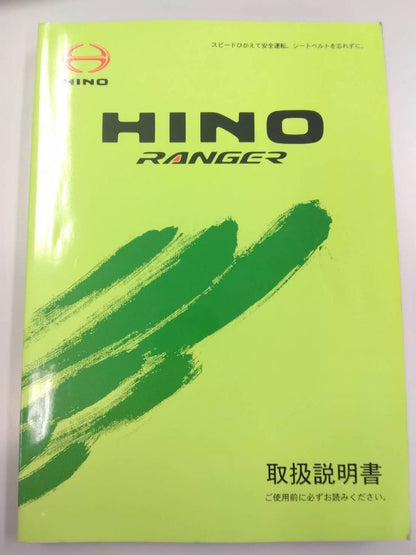 スピードひかえて安全運転、シートベルトを忘れずに。
HINO
HINO
RANGER
取扱説明書
ご使用前に必ずお読みください。